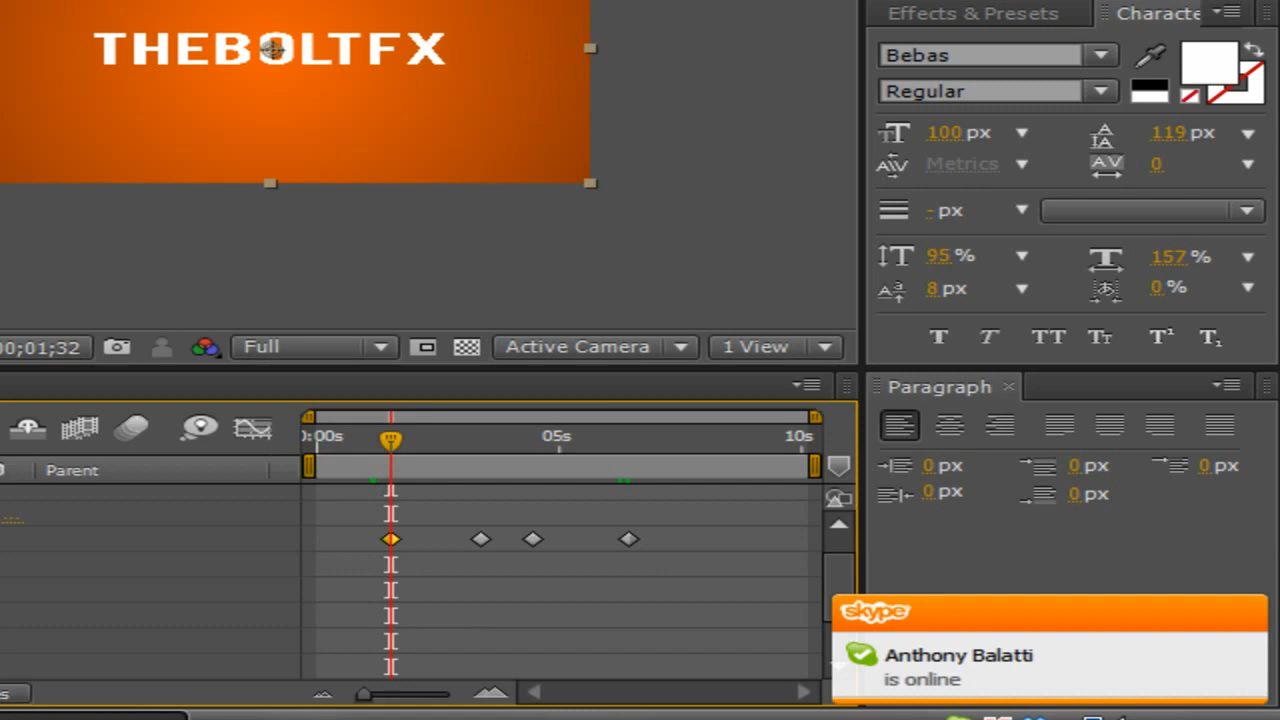 Effects & Presets
Characte
THEBOLTFX
Bebas
Regular
100 px
119 px
Metrics
0
- px
95 %
157 %
8 px
0 %
T T TT Tт T¹ T₁
00;01;32
Full
Active Camera
1 View
Paragraph
0:00s
05s
10s
Parent
0 px
0 px
0 px
0 px
0 px
skype
Anthony Balatti
is online
s